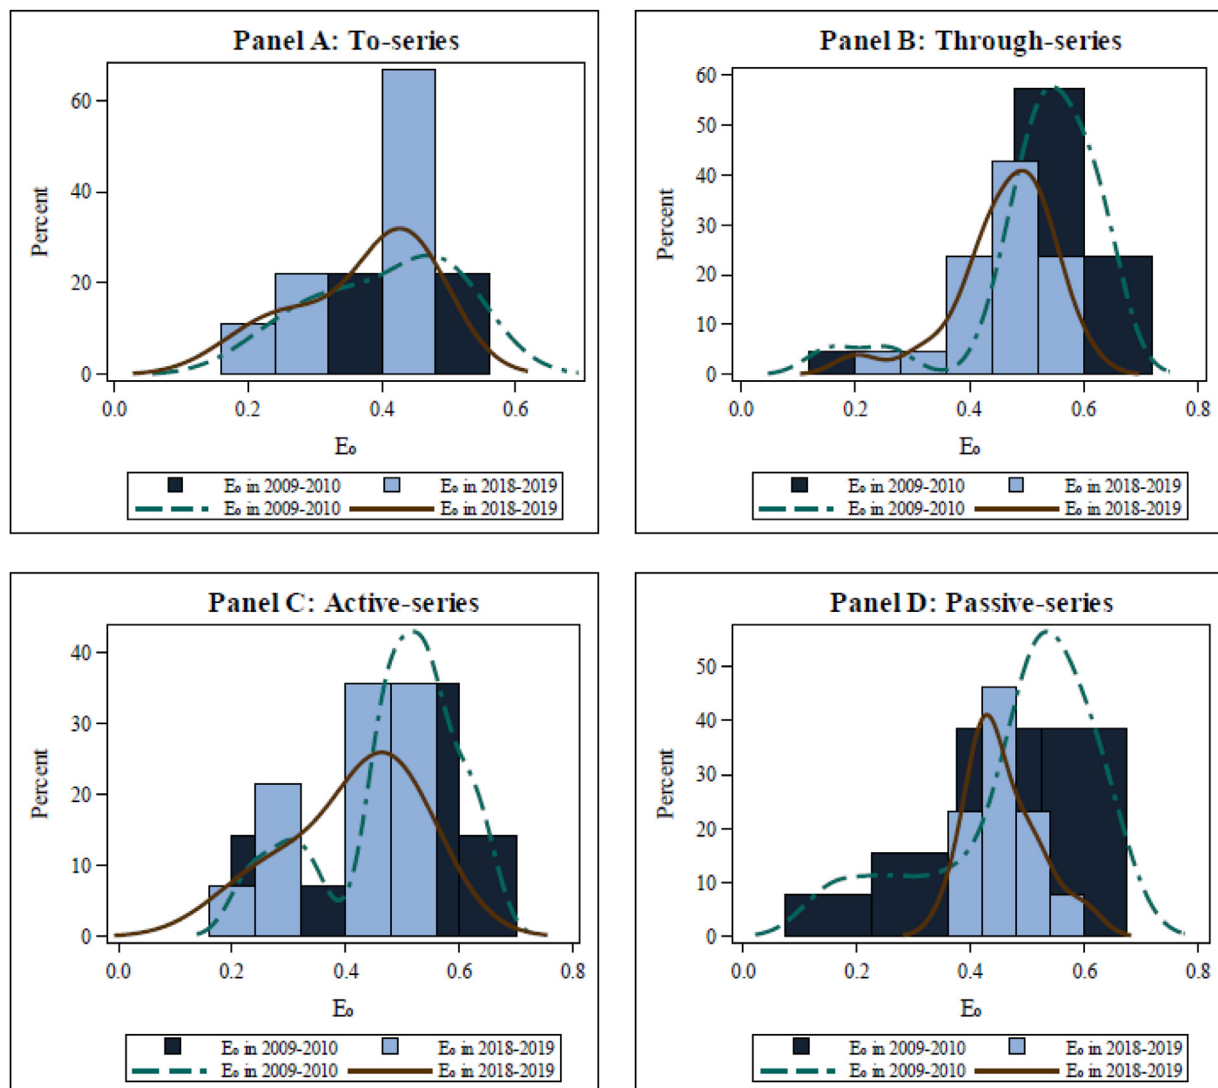 Panel A: To-series
60
40
20
0
Percent
0.0 0.2 0.4 0.6
E₀
E₀ in 2009-2010 E₀ in 2018-2019
E₀ in 2009-2010 E₀ in 2018-2019
Panel B: Through-series
60
50
40
30
20
10
0
Percent
0.0 0.2 0.4 0.6 0.8
E₀
E₀ in 2009-2010 E₀ in 2018-2019
E₀ in 2009-2010 E₀ in 2018-2019
Panel C: Active-series
40
30
20
10
0
Percent
0.0 0.2 0.4 0.6 0.8
E₀
E₀ in 2009-2010 E₀ in 2018-2019
E₀ in 2009-2010 E₀ in 2018-2019
Panel D: Passive-series
50
40
30
20
10
0
Percent
0.0 0.2 0.4 0.6 0.8
E₀
E₀ in 2009-2010 E₀ in 2018-2019
E₀ in 2009-2010 E₀ in 2018-2019